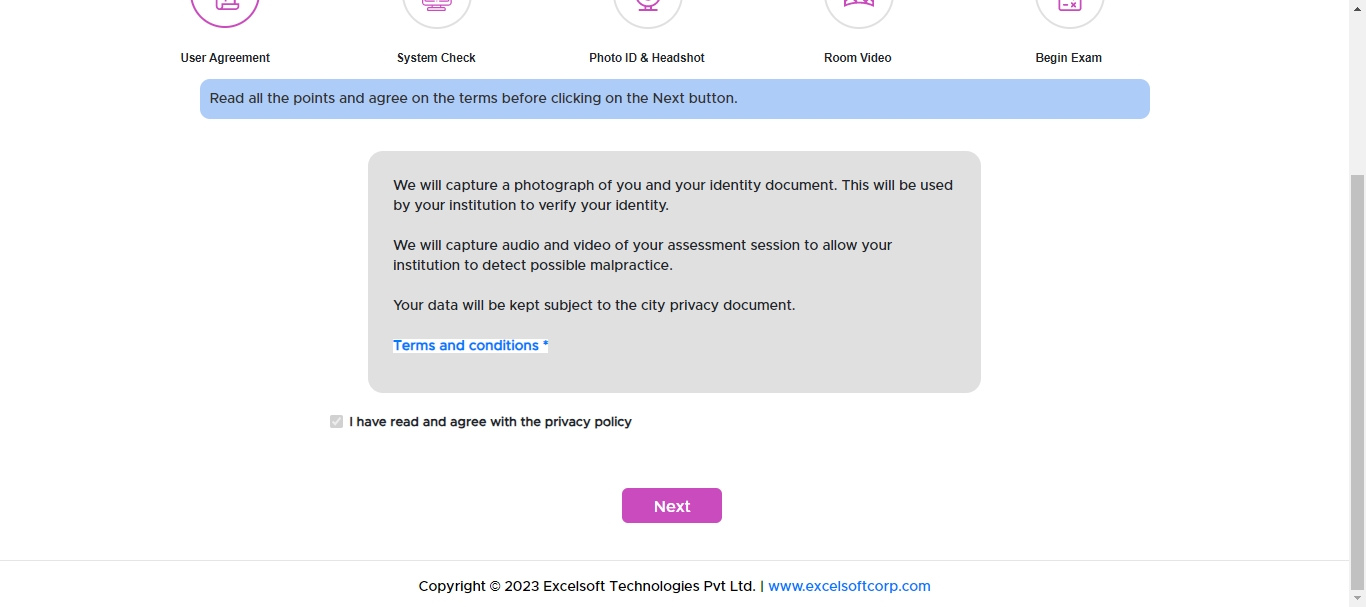 User Agreement System Check Photo ID & Headshot Room Video Begin Exam
Read all the points and agree on the terms before clicking on the Next button.
We will capture a photograph of you and your identity document. This will be used
by your institution to verify your identity.
We will capture audio and video of your assessment session to allow your
institution to detect possible malpractice.
Your data will be kept subject to the city privacy document.
Terms and conditions *
I have read and agree with the privacy policy
Next
Copyright © 2023 Excelsoft Technologies Pvt Ltd. | www.excelsoftcorp.com